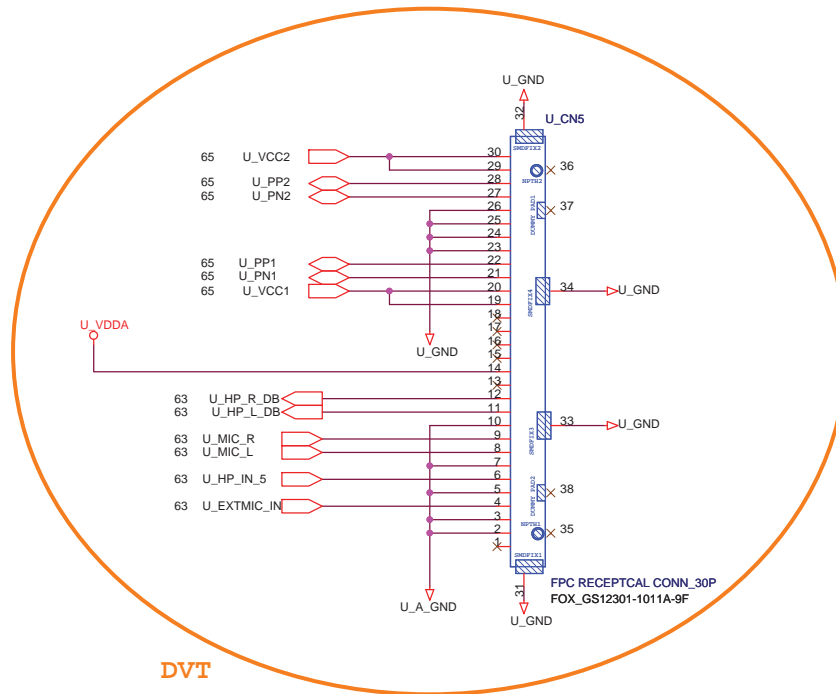 U_GND
32
U_CN5
SMDFIX2
65 U_VCC2 30
29 36
NPTH2
65 U_PP2 28
65 U_PN2 27
26 37
DUMMY PAD1
25
24
23
65 U_PP1 22
65 U_PN1 21
65 U_VCC1 20 34 U_GND
SMDFIX4
19
18
U_VDDA 17
16
U_GND 15
14
13
63 U_HP_R_DB 12
63 U_HP_L_DB 11
10 33 U_GND
SMDFIX3
63 U_MIC_R 9
63 U_MIC_L 8
7
63 U_HP_IN_5 6
5 38
DUMMY PAD2
63 U_EXTMIC_IN 4
3
NPTH1
2 35
1
SMDFIX1
31
FPC RECEPTCAL CONN_30P
FOX_GS12301-1011A-9F
U_A_GND
U_GND
DVT